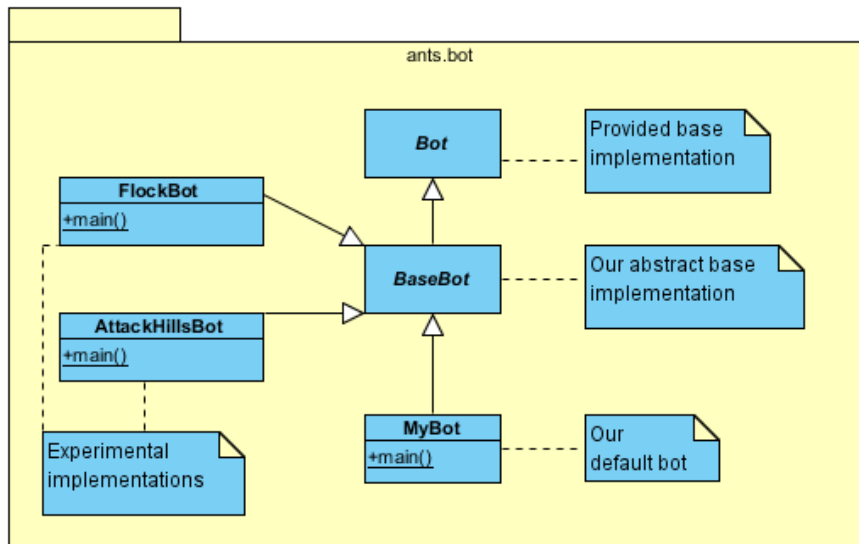 ants.bot
Bot
Provided base
implementation
FlockBot
+main()
BaseBot
Our abstract base
implementation
AttackHillsBot
+main()
Experimental
implementations
MyBot
+main()
Our
default bot